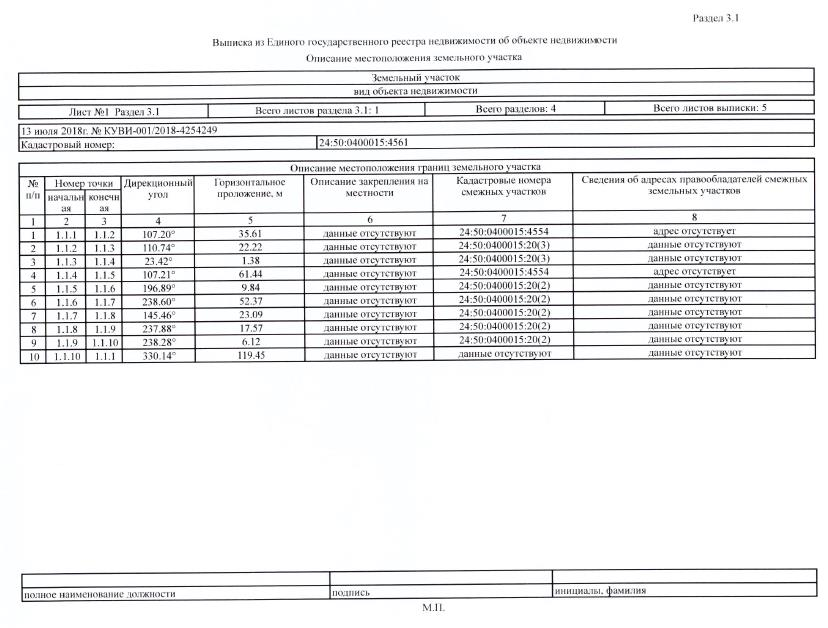 Раздел 3.1
Выписка из Единого государственного реестра недвижимости об объекте недвижимости
Описание местоположения земельного участка
Земельный участок
вид объекта недвижимости
Лист №1 Раздел 3.1 Всего листов раздела 3.1: 1 Всего разделов: 4 Всего листов выписки: 5
13 июля 2018г. № КУВИ-001/2018-4254249
Кадастровый номер: 24:50:0400015:4561
Описание местоположения границ земельного участка
№ п/п Номер точки Дирекционный угол Горизонтальное проложение, м Описание закрепления на местности Кадастровые номера смежных участков Сведения об адресах правообладателей смежных земельных участков
начальн ая конечн ая
1 2 3 4 5 6 7 8
1 1.1.1 1.1.2 107.20° 35.61 данные отсутствуют 24:50:0400015:4554 адрес отсутствует
2 1.1.2 1.1.3 110.74° 22.22 данные отсутствуют 24:50:0400015:20(3) данные отсутствуют
3 1.1.3 1.1.4 23.42° 1.38 данные отсутствуют 24:50:0400015:20(3) данные отсутствуют
4 1.1.4 1.1.5 107.21° 61.44 данные отсутствуют 24:50:0400015:4554 адрес отсутствует
5 1.1.5 1.1.6 196.89° 9.84 данные отсутствуют 24:50:0400015:20(2) данные отсутствуют
6 1.1.6 1.1.7 238.60° 52.37 данные отсутствуют 24:50:0400015:20(2) данные отсутствуют
7 1.1.7 1.1.8 145.46° 23.09 данные отсутствуют 24:50:0400015:20(2) данные отсутствуют
8 1.1.8 1.1.9 237.88° 17.57 данные отсутствуют 24:50:0400015:20(2) данные отсутствуют
9 1.1.9 1.1.10 238.28° 6.12 данные отсутствуют 24:50:0400015:20(2) данные отсутствуют
10 1.1.10 1.1.1 330.14° 119.45 данные отсутствуют данные отсутствуют данные отсутствуют
полное наименование должности подпись инициалы, фамилия
М.П.